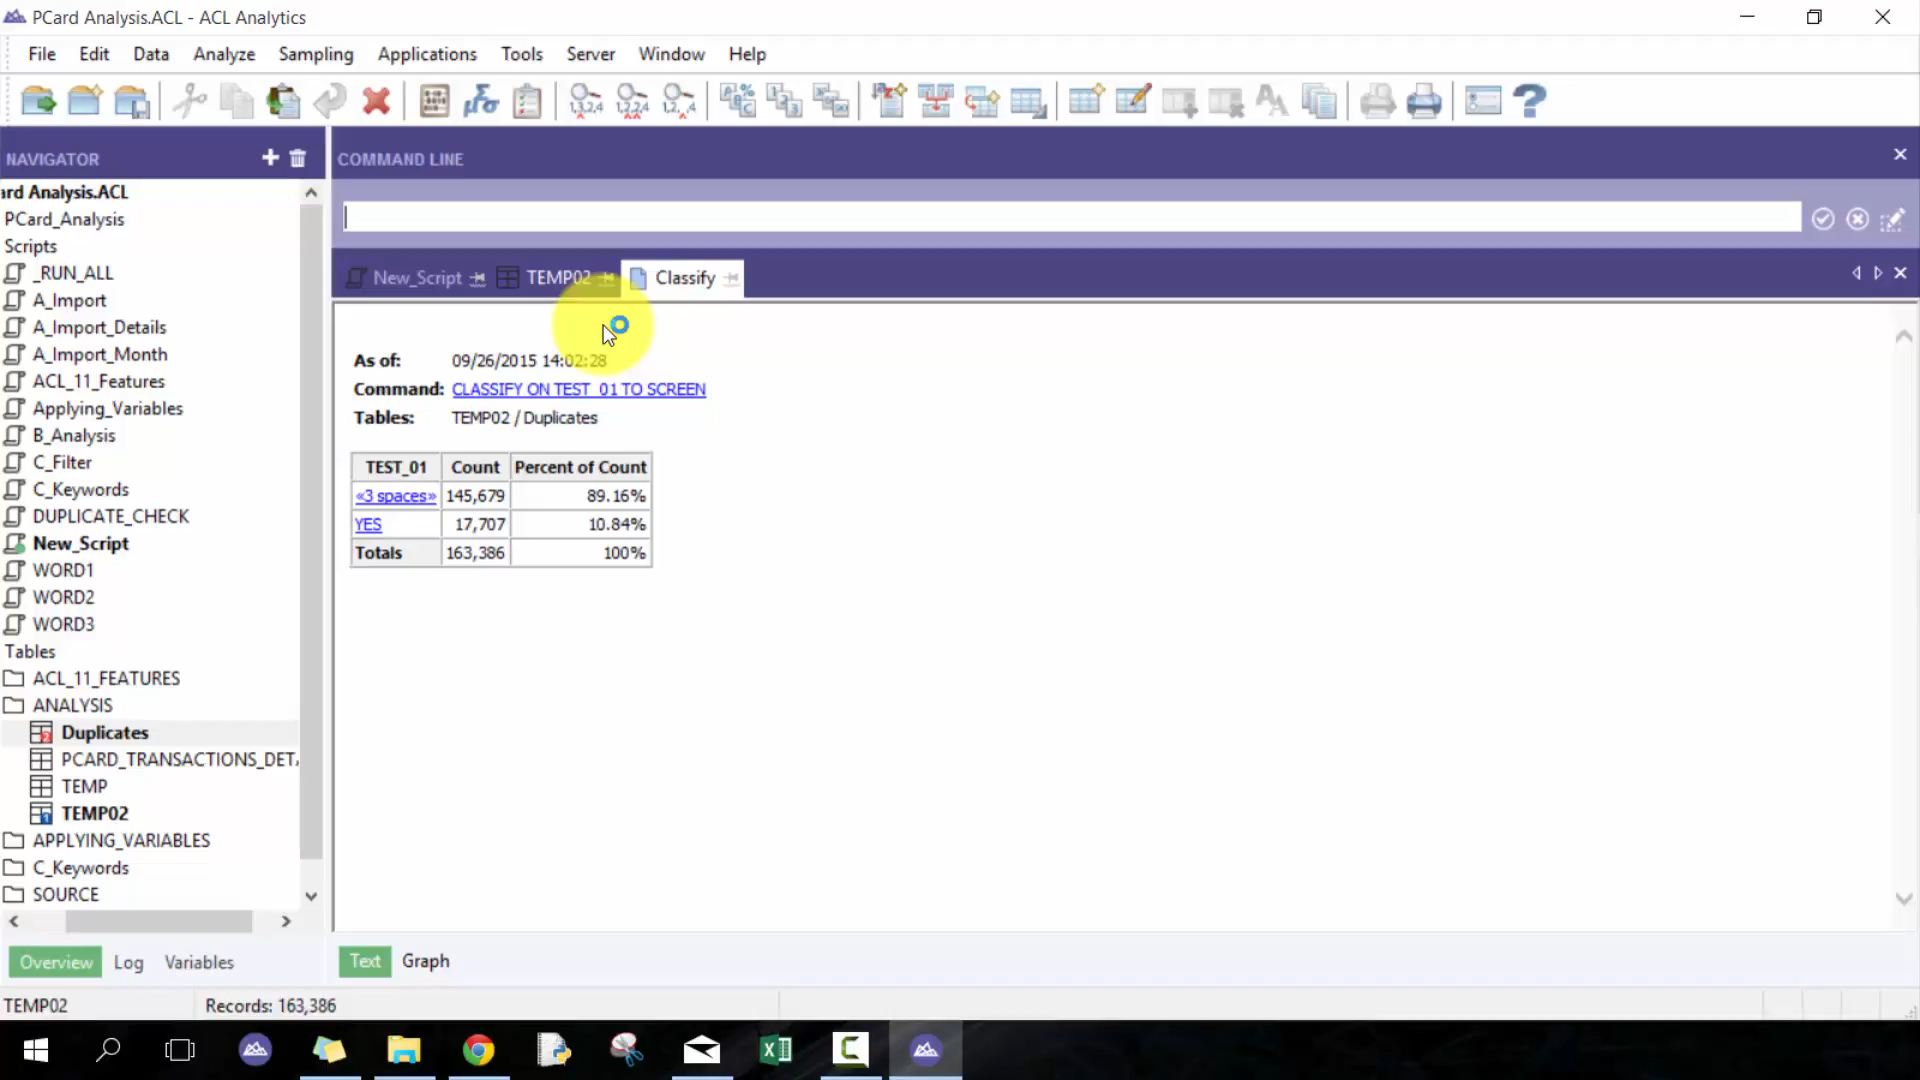 PCard Analysis.ACL - ACL Analytics
File Edit Data Analyze Sampling Applications Tools Server Window Help
NAVIGATOR
COMMAND LINE
ard Analysis.ACL
PCard_Analysis
Scripts
_RUN_ALL
A_Import
A_Import_Details
A_Import_Month
ACL_11_Features
Applying_Variables
B_Analysis
C_Filter
C_Keywords
DUPLICATE_CHECK
New_Script
WORD1
WORD2
WORD3
Tables
ACL_11_FEATURES
ANALYSIS
Duplicates
PCARD_TRANSACTIONS_DET
TEMP
TEMP02
APPLYING_VARIABLES
C_Keywords
SOURCE
Overview Log Variables
New_Script TEMP02 Classify
As of: 09/26/2015 14:02:28
Command: CLASSIFY ON TEST_01 TO SCREEN
Tables: TEMP02 / Duplicates
TEST_01 Count Percent of Count
«3 spaces» 145,679 89.16%
YES 17,707 10.84%
Totals 163,386 100%
Text Graph
TEMP02 Records: 163,386